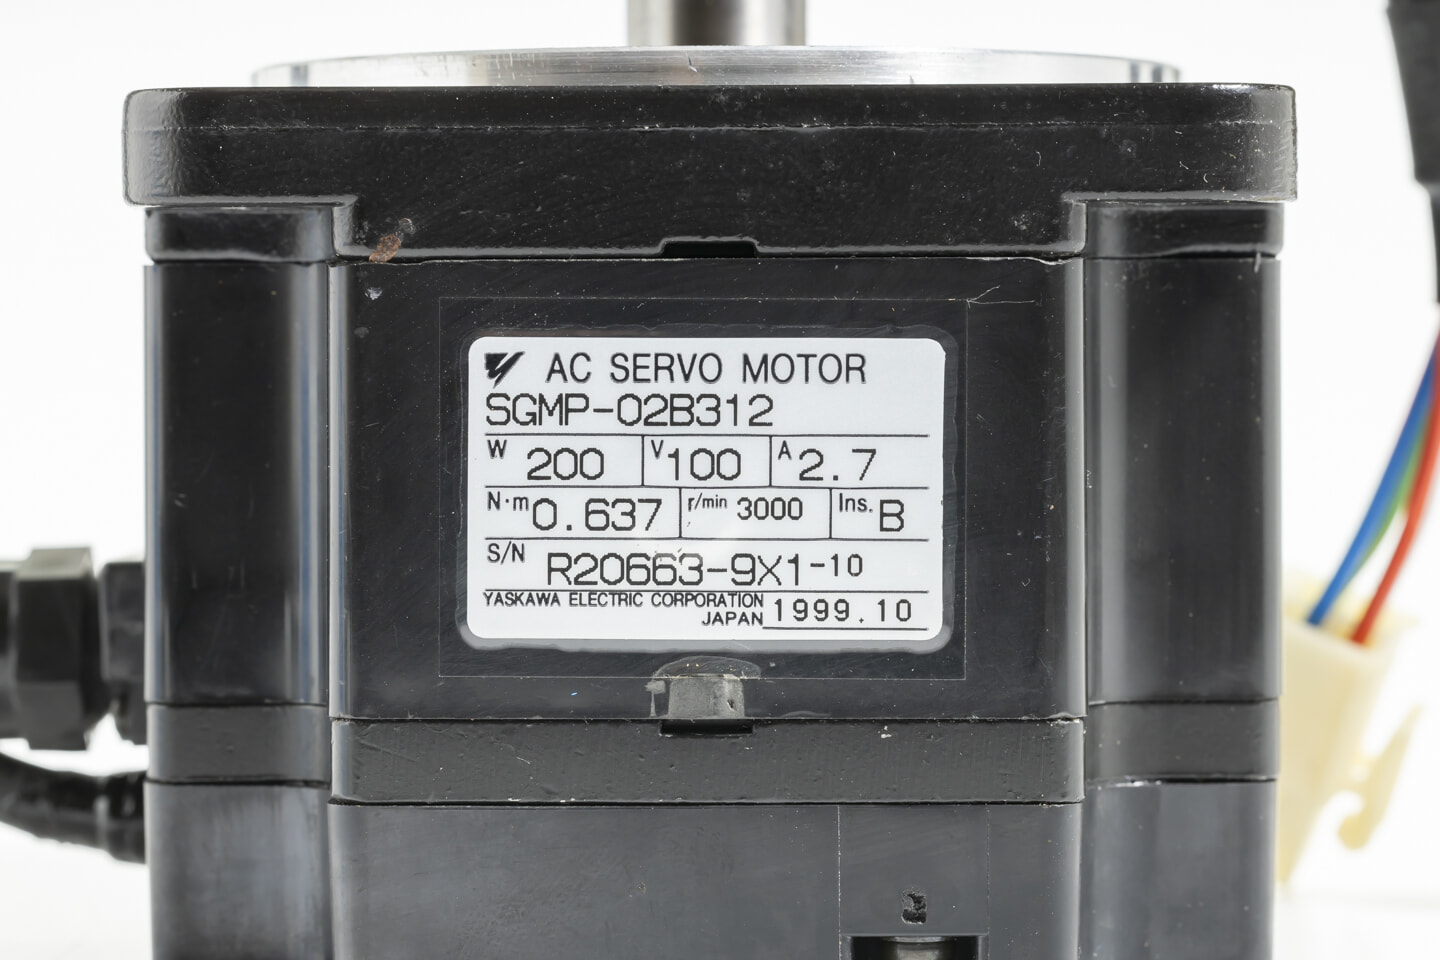 AC SERVO MOTOR
SGMP-02B312
W 200 V 100 A 2.7
N·m 0.637 r/min 3000 Ins. B
S/N R20663-9X1-10
YASKAWA ELECTRIC CORPORATION
JAPAN 1999.10